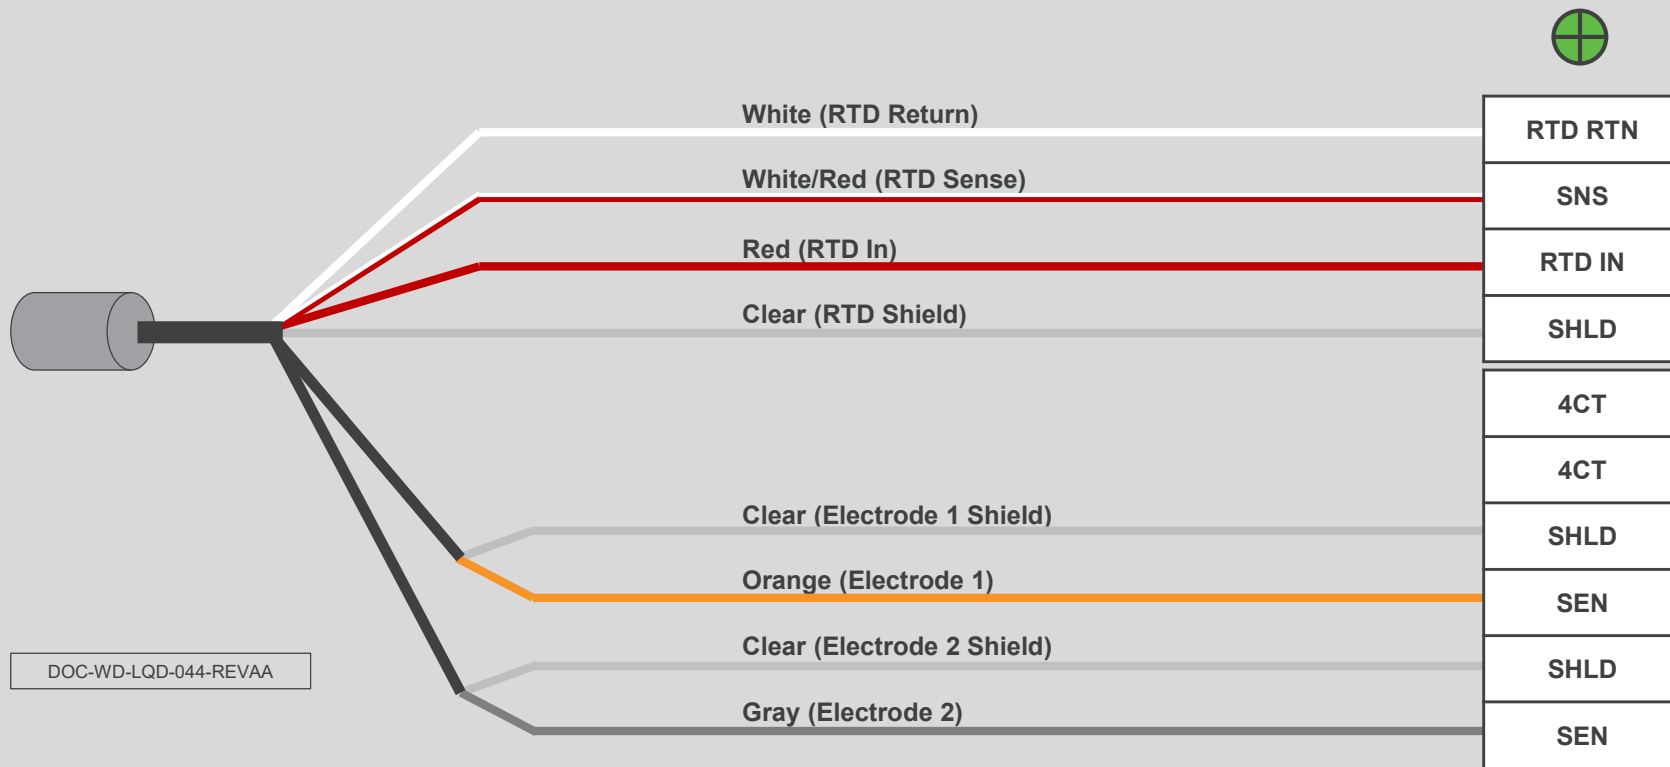 White (RTD Return)
RTD RTN
White/Red (RTD Sense)
SNS
Red (RTD In)
RTD IN
Clear (RTD Shield)
SHLD
4CT
4CT
Clear (Electrode 1 Shield)
SHLD
Orange (Electrode 1)
SEN
Clear (Electrode 2 Shield)
SHLD
DOC-WD-LQD-044-REVAA
Gray (Electrode 2)
SEN